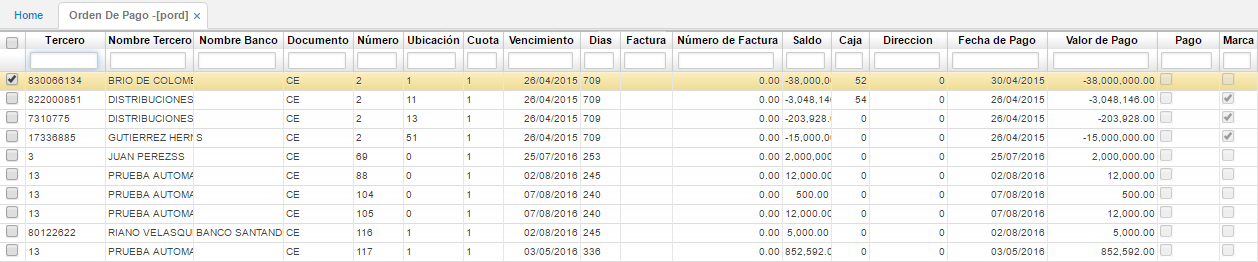 Home Orden De Pago -[pord] ×
Tercero Nombre Tercero Nombre Banco Documento Número Ubicación Cuota Vencimiento Dias Factura Número de Factura Saldo Caja Direccion Fecha de Pago Valor de Pago Pago Marca
830066134 BRIO DE COLOME CE 2 1 1 26/04/2015 709 0.00 -38,000,0 52 0 30/04/2015 -38,000,000.00
822000851 DISTRIBUCIONES CE 2 11 1 26/04/2015 709 0.00 -3,048,14 54 0 26/04/2015 -3,048,146.00
7310775 DISTRIBUCIONES CE 2 13 1 26/04/2015 709 0.00 -203,928. 0 0 26/04/2015 -203,928.00
17336885 GUTIERREZ HERNS CE 2 51 1 26/04/2015 709 0.00 -15,000,0 0 0 26/04/2015 -15,000,000.00
3 JUAN PEREZSS CE 69 0 1 25/07/2016 253 0.00 2,000,000 0 0 25/07/2016 2,000,000.00
13 PRUEBA AUTOMA CE 88 0 1 02/08/2016 245 0.00 12,000.00 0 0 02/08/2016 12,000.00
13 PRUEBA AUTOMA CE 104 0 1 07/08/2016 240 0.00 500.00 0 0 07/08/2016 500.00
13 PRUEBA AUTOMA CE 105 0 1 07/08/2016 240 0.00 12,000.00 0 0 07/08/2016 12,000.00
80122622 RIANO VELASQU BANCO SANTAND CE 116 1 1 02/08/2016 245 0.00 5,000.00 0 0 02/08/2016 5,000.00
13 PRUEBA AUTOMA CE 117 1 1 03/05/2016 336 0.00 852,592.0 0 0 03/05/2016 852,592.00